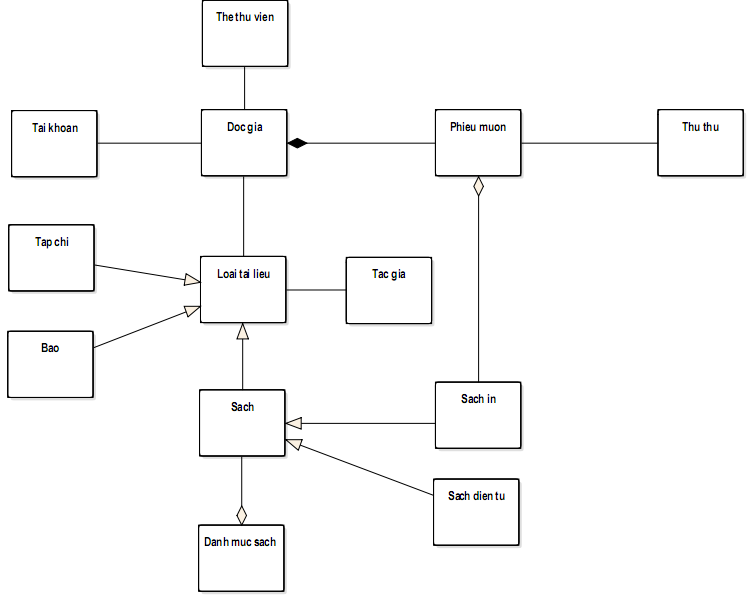 The thu vien
Tai khoan
Doc gia
Phieu muon
Thu thu
Tap chi
Loai tai lieu
Tac gia
Bao
Sach
Sach in
Sach dien tu
Danh muc sach